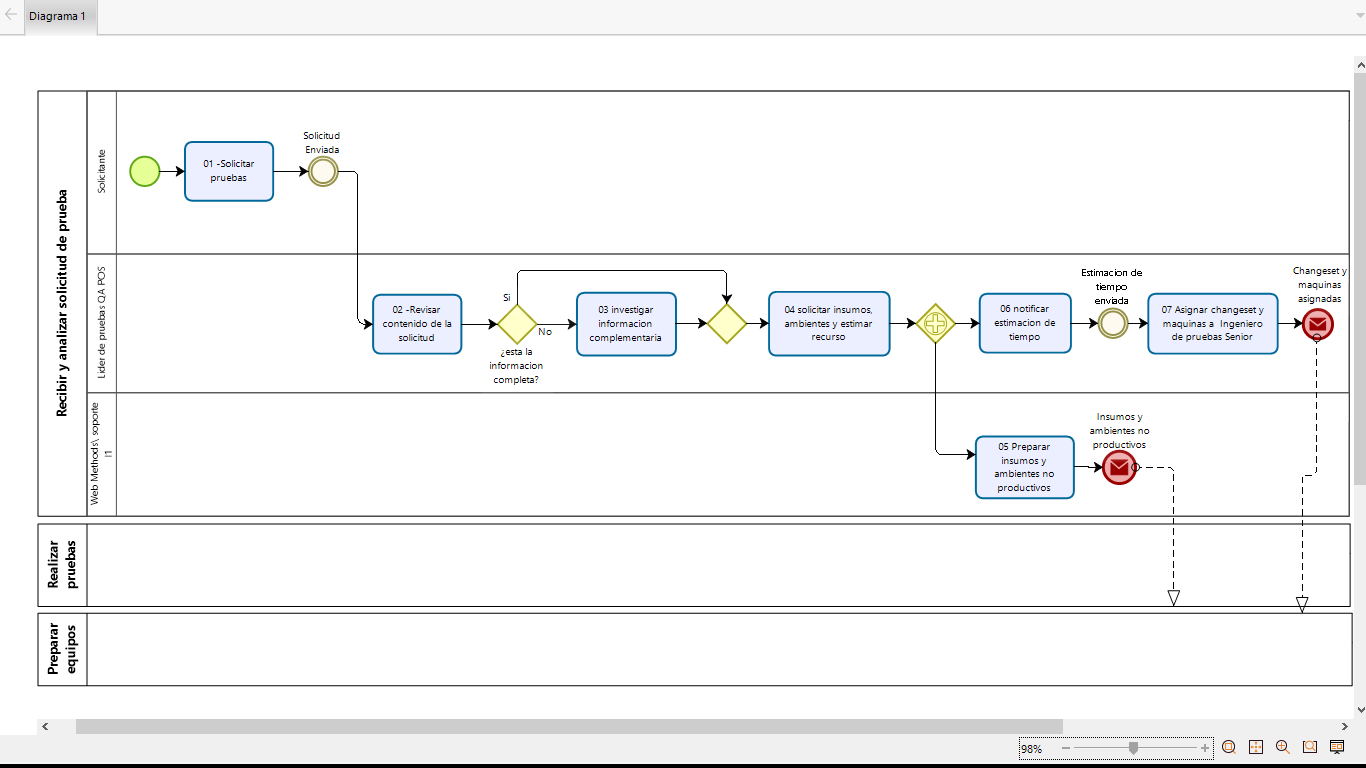 Diagrama 1
Recibir y analizar solicitud de prueba
Solicitante
01 -Solicitar
pruebas
Solicitud
Enviada
Lider de pruebas QA POS
02 -Revisar
contenido de la
solicitud
Si
No
¿esta la
informacion
completa?
03 investigar
informacion
complementaria
04 solicitar insumos,
ambientes y estimar
recurso
06 notificar
estimacion de
tiempo
Estimacion de
tiempo
enviada
07 Asignar changeset y
maquinas a Ingeniero
de pruebas Senior
Changeset y
maquinas
asignadas
Web Methods\ soporte
l1
05 Preparar
insumos y
ambientes no
productivos
Insumos y
ambientes no
productivos
Realizar
pruebas
Preparar
equipos
98%